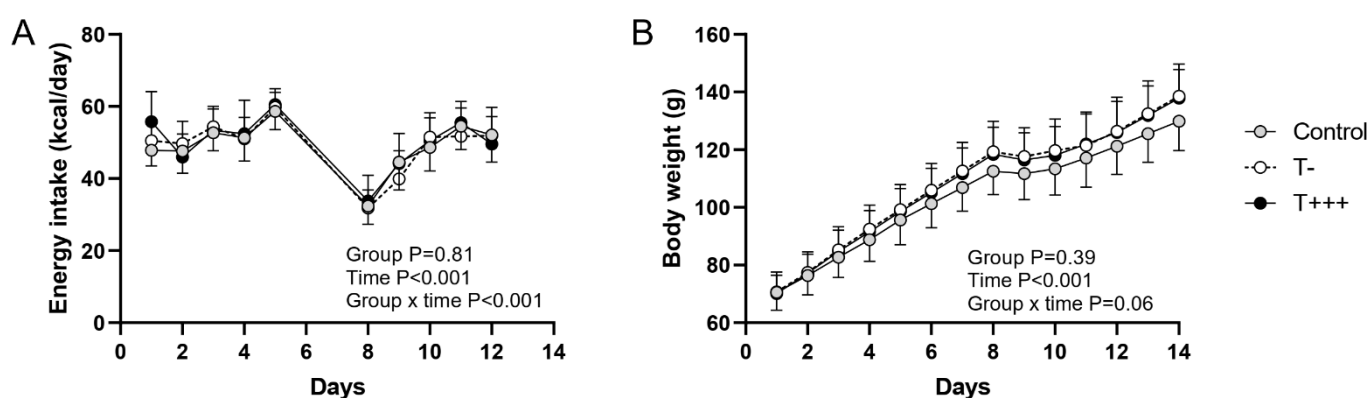 A
Energy intake (kcal/day)
80
60
40
20
0
Group P=0.81
Time P<0.001
Group x time P<0.001
0 2 4 6 8 10 12 14
Days
B
Body weight (g)
160
140
120
100
80
60
Group P=0.39
Time P<0.001
Group x time P=0.06
0 2 4 6 8 10 12 14
Days
Control
T-
T+++